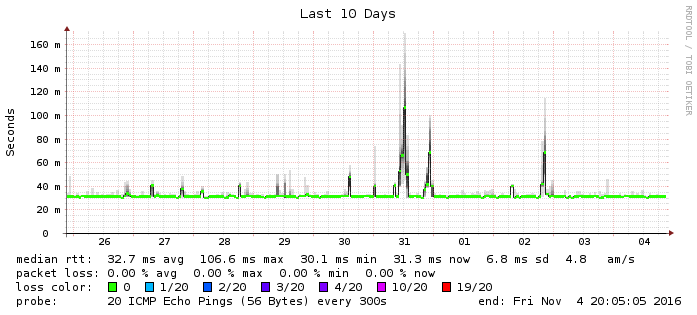 Last 10 Days
RRDTOOL / TOBI OETIKER
Seconds
160 m
140 m
120 m
100 m
80 m
60 m
40 m
20 m
0
26 27 28 29 30 31 01 02 03 04
median rtt: 32.7 ms avg 106.6 ms max 30.1 ms min 31.3 ms now 6.8 ms sd 4.8 am/s
packet loss: 0.00 % avg 0.00 % max 0.00 % min 0.00 % now
loss color: 0 1/20 2/20 3/20 4/20 10/20 19/20
probe: 20 ICMP Echo Pings (56 Bytes) every 300s end: Fri Nov 4 20:05:05 2016